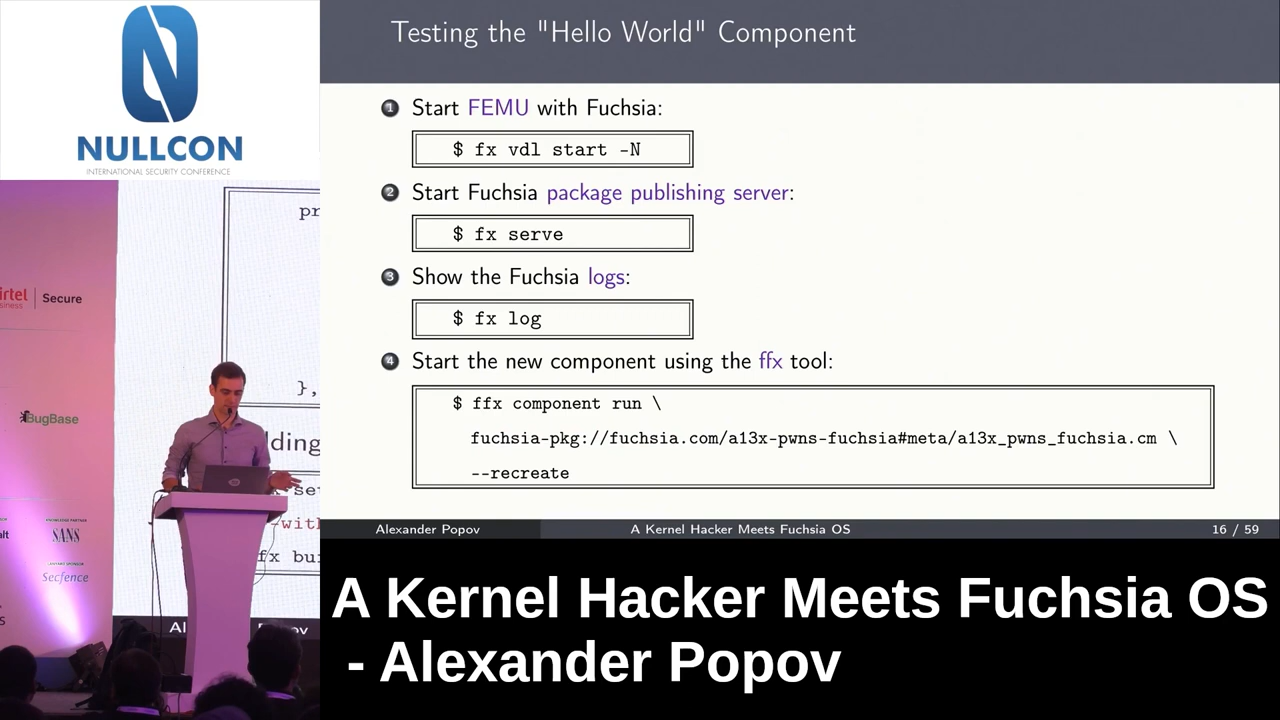 NULLCON
INTERNATIONAL SECURITY CONFERENCE
Testing the "Hello World" Component
1 Start FEMU with Fuchsia:
$ fx vdl start -N
2 Start Fuchsia package publishing server:
$ fx serve
3 Show the Fuchsia logs:
$ fx log
4 Start the new component using the ffx tool:
$ ffx component run \
fuchsia-pkg://fuchsia.com/a13x-pwns-fuchsia#meta/a13x_pwns_fuchsia.cm \
--recreate
Alexander Popov A Kernel Hacker Meets Fuchsia OS 16 / 59
Secure
BugBase
SANS
Secfence
},
A Kernel Hacker Meets Fuchsia OS
- Alexander Popov